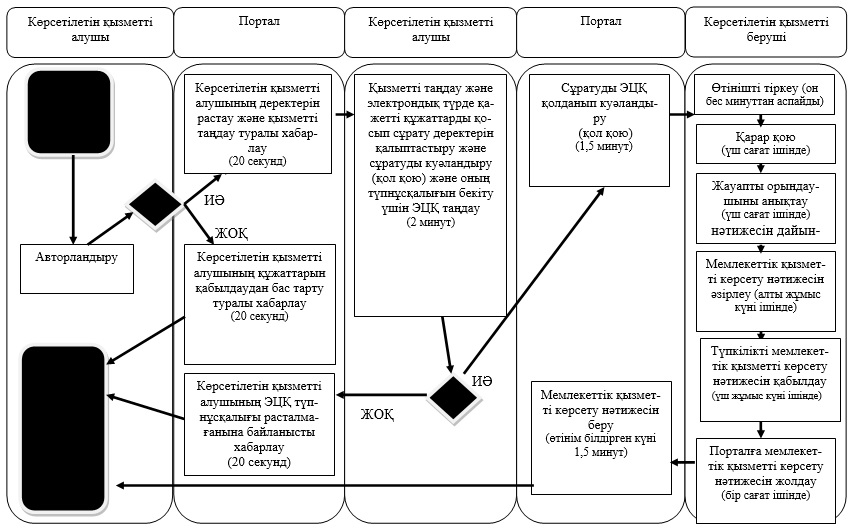 Көрсетілетін қызметті
алушы
Портал
Көрсетілетін қызметті
алушы
Портал
Көрсетілетін қызметті
беруші
Авторландыру
Көрсетілетін қызметті
алушының деректерін
растау және қызметті
таңдау туралы хабар-
лау
(20 секунд)
ИӘ
ЖОҚ
Көрсетілетін қызметті
алушының құжаттарын
қабылдаудан бас тарту
туралы хабарлау
(20 секунд)
Көрсетілетін қызметті
алушының ЭЦҚ түп-
нұсқалығы расталма-
ғанына байланысты
хабарлау
(20 секунд)
Қызметті таңдау және
электрондық түрде қа-
жетті құжаттарды қо-
сып сұрату деректерін
қалыптастыру және
сұратуды куәландыру
(қол қою) және оның
түпнұсқалығын бекіту
үшін ЭЦҚ таңдау
(2 минут)
ИӘ
ЖОҚ
Сұратуды ЭЦҚ
қолданып куәланды-
ру
(қол қою)
(1,5 минут)
Мемлекеттік қызмет-
ті көрсету нәтижесін
беру
(өтінім білдірген күні
1,5 минут)
Өтінішті тіркеу (он
бес минуттан аспайды)
Қарар қою
(үш сағат ішінде)
Жауапты орындау-
шыны анықтау
(үш сағат ішінде)
нәтижесін дайын-
Мемлекеттік қызмет-
ті көрсету нәтижесін
әзірлеу (алты жұмыс
күні ішінде)
Түпкілікті мемлекет-
тік қызметті көрсету
нәтижесін қабылдау
(үш жұмыс күні ішінде)
Порталға мемлекет-
тік қызметті көрсету
нәтижесін жолдау
(бір сағат ішінде)